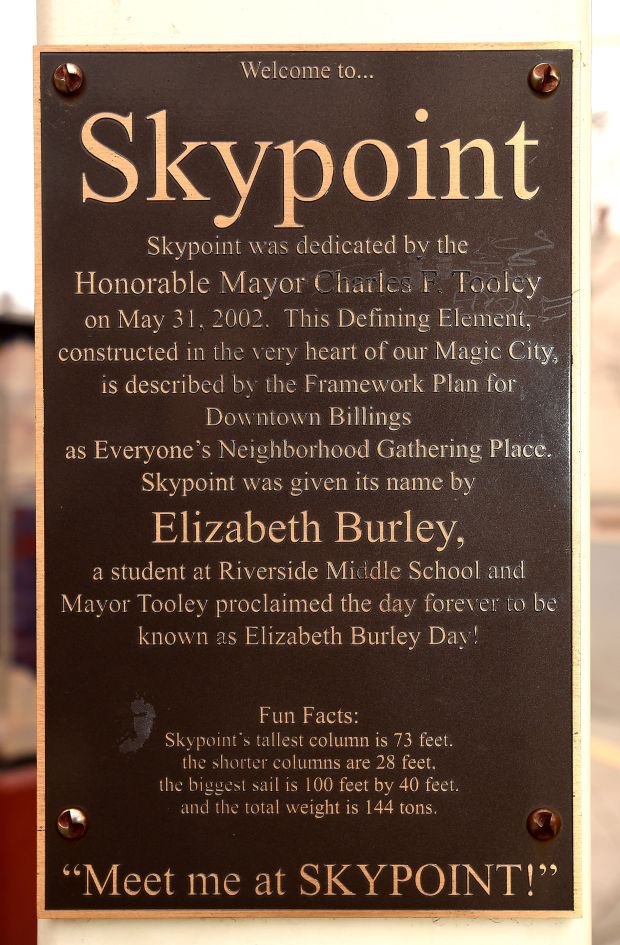 Welcome to...
Skypoint
Skypoint was dedicated by the
Honorable Mayor Charles F. Tooley
on May 31, 2002. This Defining Element,
constructed in the very heart of our Magic City,
is described by the Framework Plan for
Downtown Billings
as Everyone's Neighborhood Gathering Place.
Skypoint was given its name by
Elizabeth Burley,
a student at Riverside Middle School and
Mayor Tooley proclaimed the day forever to be
known as Elizabeth Burley Day!
Fun Facts:
Skypoint's tallest column is 73 feet.
the shorter columns are 28 feet,
the biggest sail is 100 feet by 40 feet.
and the total weight is 144 tons.
“Meet me at SKYPOINT!”